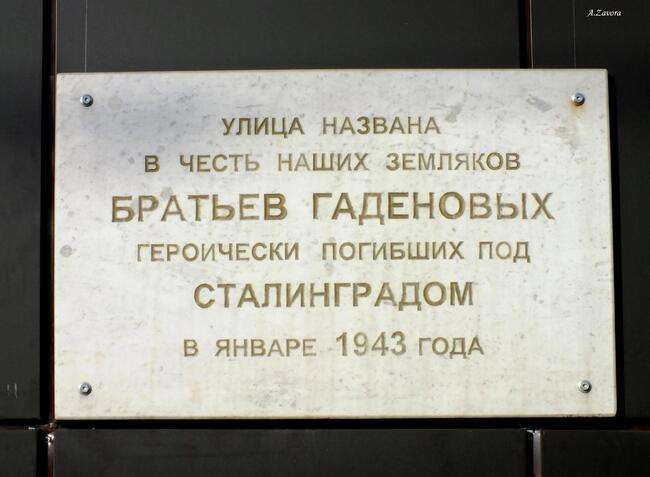 A.Zavora
УЛИЦА НАЗВАНА
В ЧЕСТЬ НАШИХ ЗЕМЛЯКОВ
БРАТЬЕВ ГАДЕНОВЫХ
ГЕРОИЧЕСКИ ПОГИБШИХ ПОД
СТАЛИНГРАДОМ
В ЯНВАРЕ 1943 ГОДА